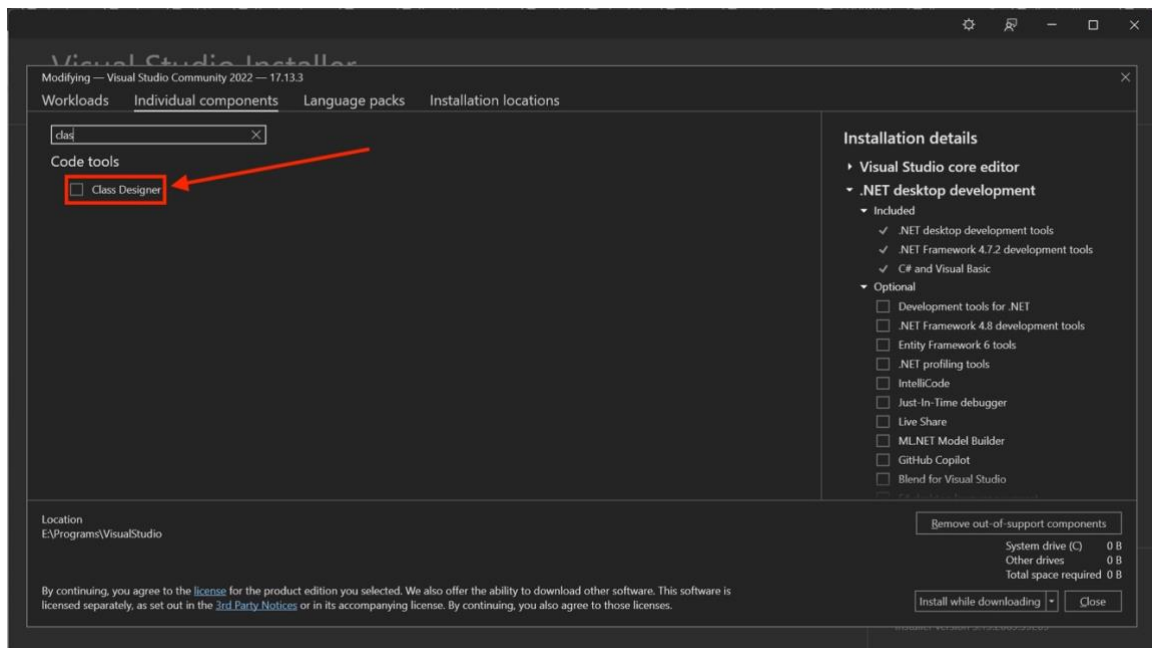 Visual Studio Installer
Modifying — Visual Studio Community 2022 — 17.13.3
Workloads Individual components Language packs Installation locations
clas
Code tools
Class Designer
Installation details
Visual Studio core editor
.NET desktop development
Included
.NET desktop development tools
.NET Framework 4.7.2 development tools
C# and Visual Basic
Optional
Development tools for .NET
.NET Framework 4.8 development tools
Entity Framework 6 tools
.NET profiling tools
IntelliCode
Just-In-Time debugger
Live Share
ML.NET Model Builder
GitHub Copilot
Blend for Visual Studio
Location
E:\Programs\VisualStudio
Remove out-of-support components
System drive (C) 0 B
Other drives 0 B
Total space required 0 B
By continuing, you agree to the license for the product edition you selected. We also offer the ability to download other software. This software is
licensed separately, as set out in the 3rd Party Notices or in its accompanying license. By continuing, you also agree to those licenses.
Install while downloading Close